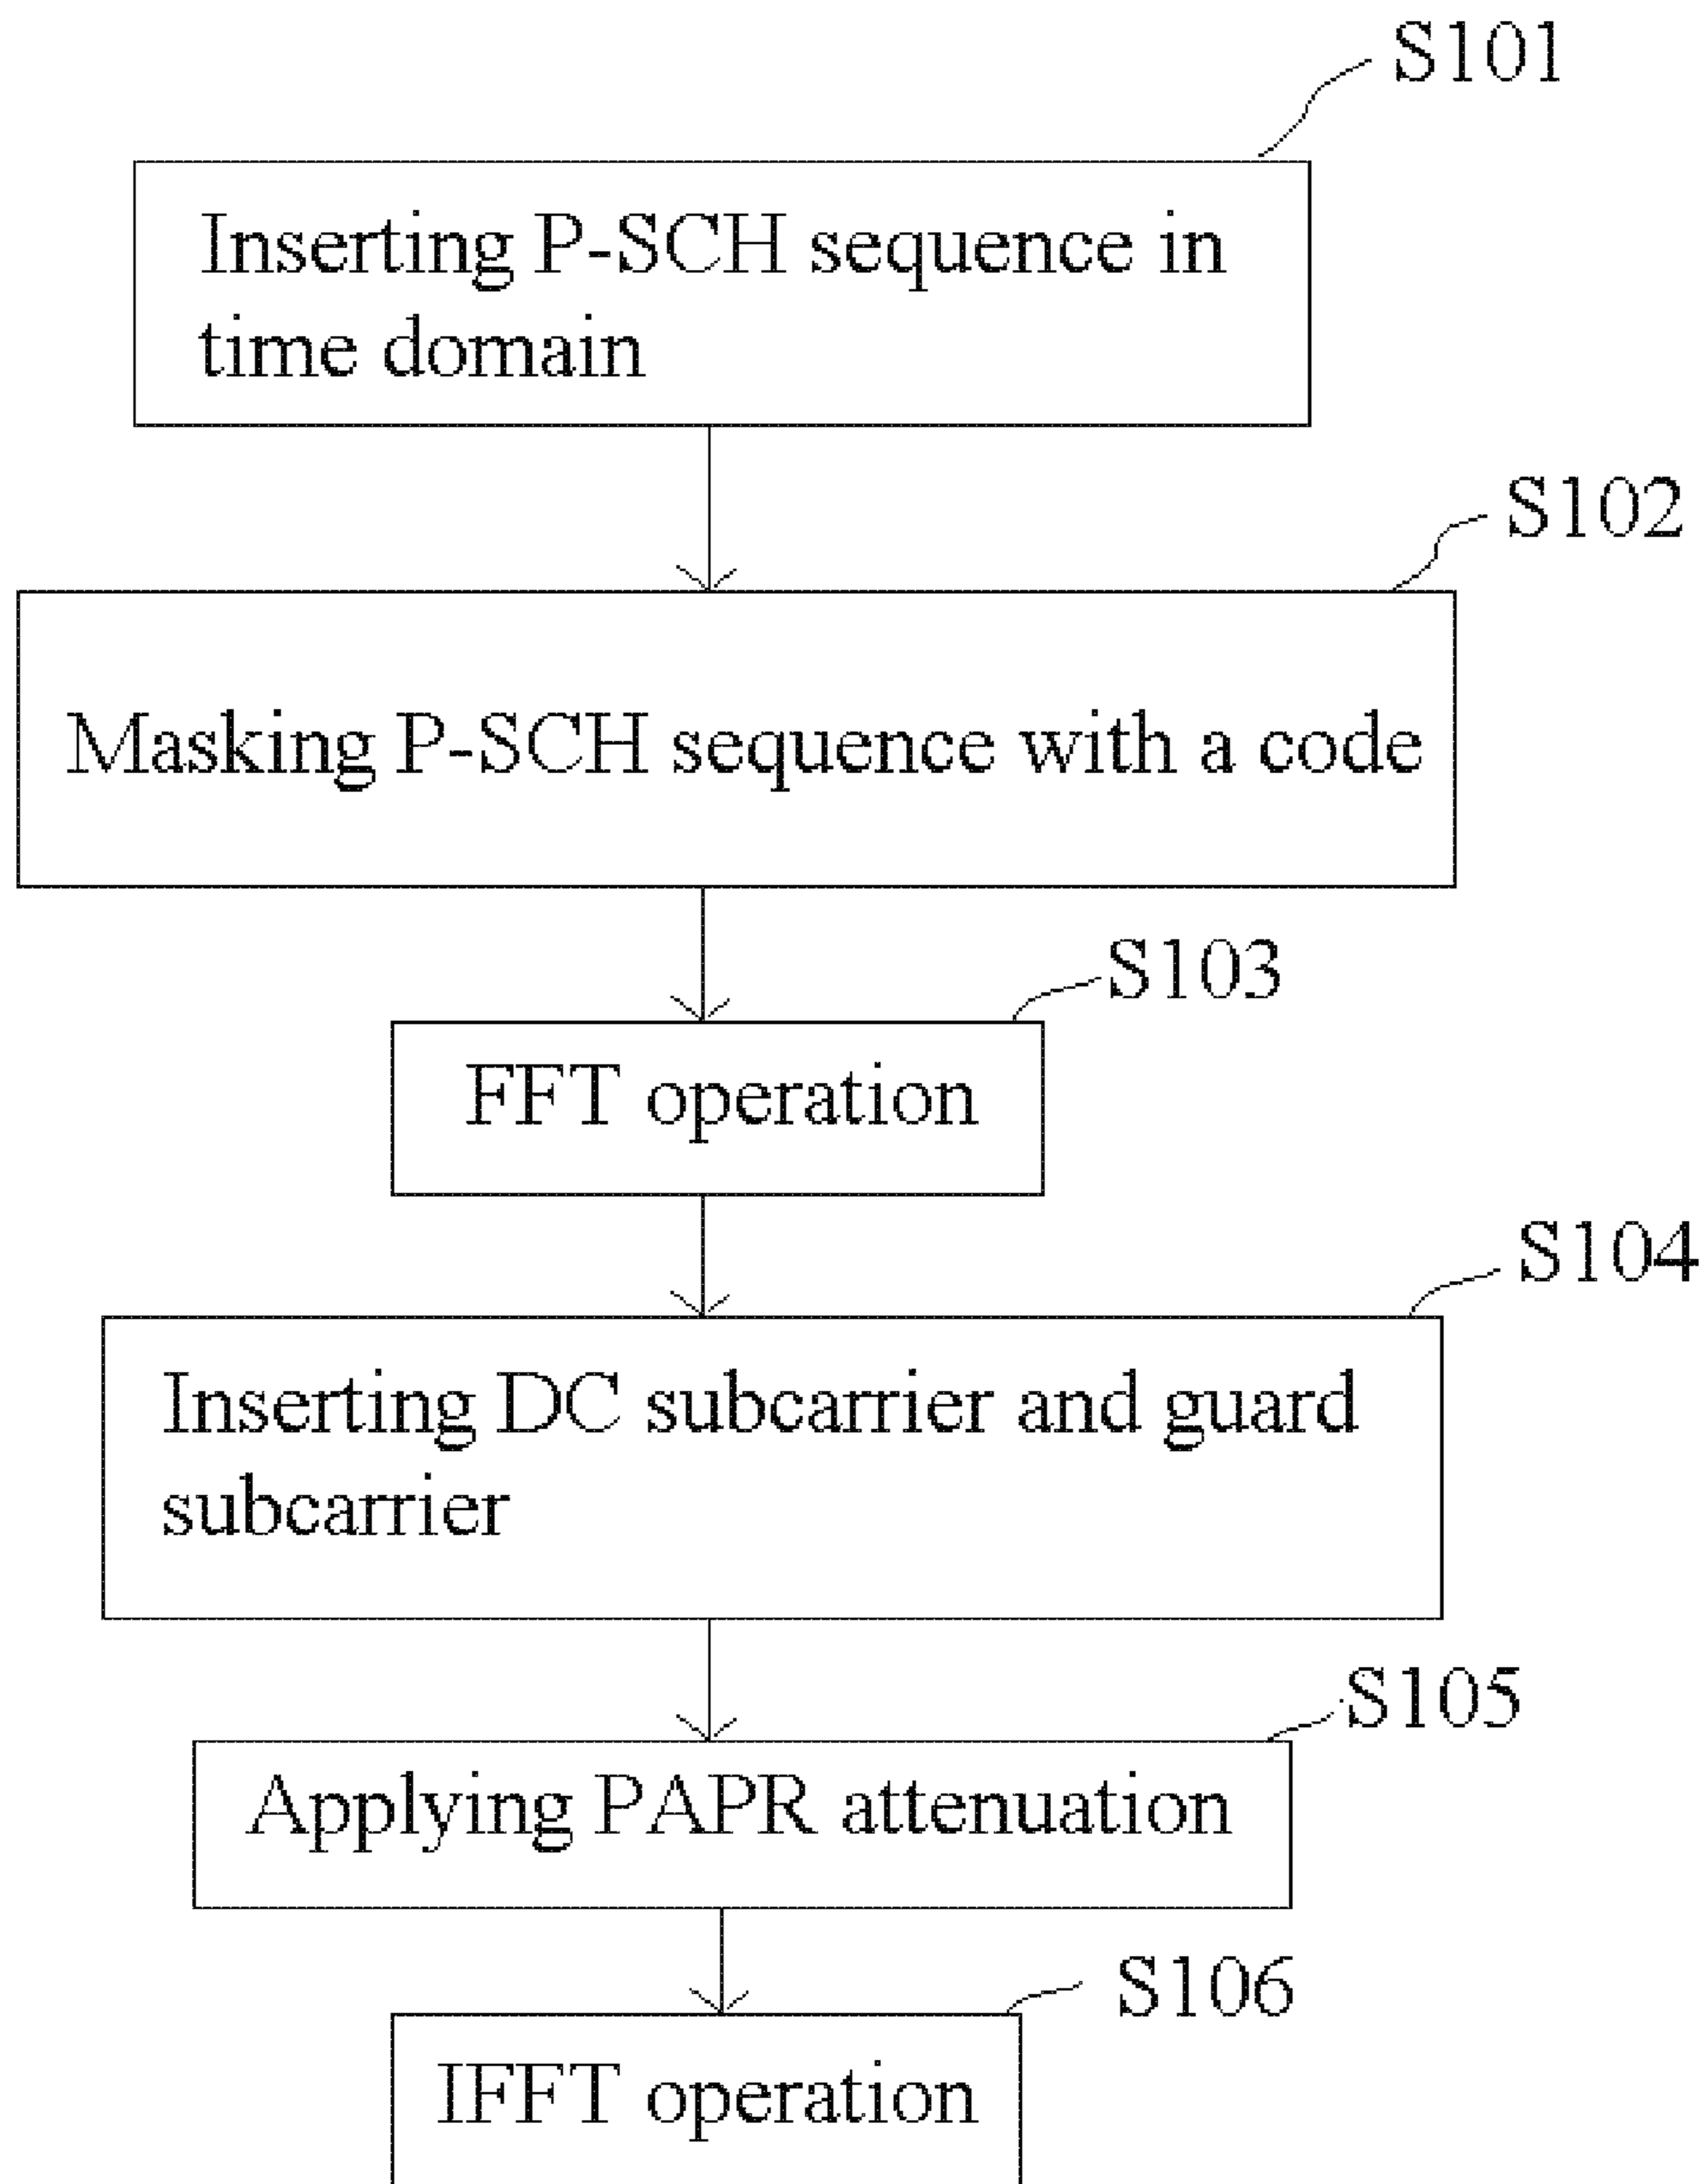 S101
Inserting P-SCH sequence in
time domain
S102
Masking P-SCH sequence with a code
S103
FFT operation
S104
Inserting DC subcarrier and guard
subcarrier
S105
Applying PAPR attenuation
S106
IFFT operation